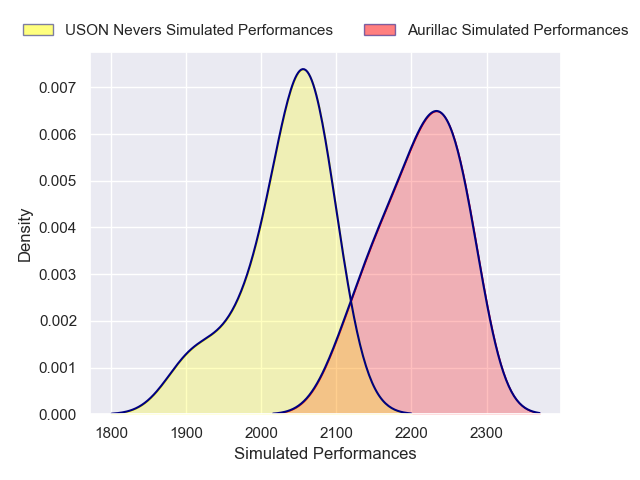 USON Nevers Simulated Performances Aurillac Simulated Performances
0.007
0.006
0.005
0.004
0.003
0.002
0.001
0.000
Density
1800 1900 2000 2100 2200 2300
Simulated Performances